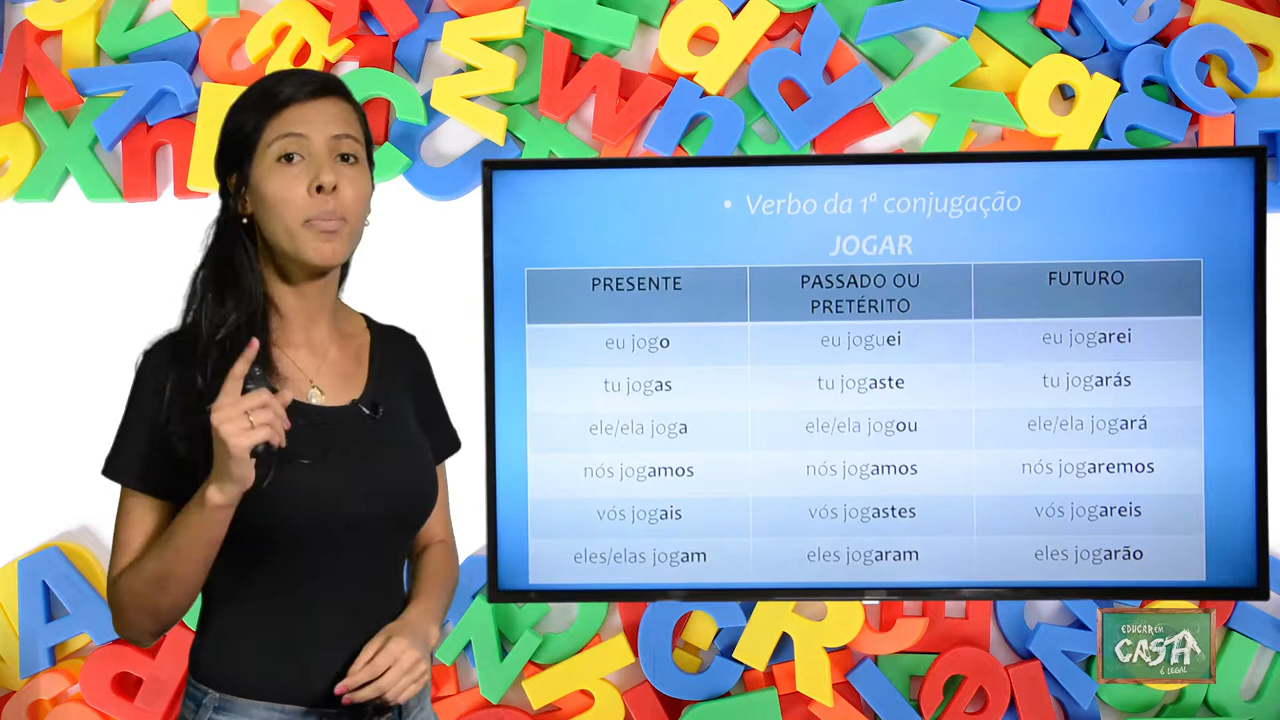 • Verbo da 1ª conjugação
JOGAR
PRESENTE PASSADO OU PRETÉRITO FUTURO
eu jogo eu joguei eu jogarei
tu jogas tu jogaste tu jogarás
ele/ela joga ele/ela jogou ele/ela jogará
nós jogamos nós jogamos nós jogaremos
vós jogais vós jogastes vós jogareis
eles/elas jogam eles jogaram eles jogarão
EDUCAR EM
CASA
É LEGAL